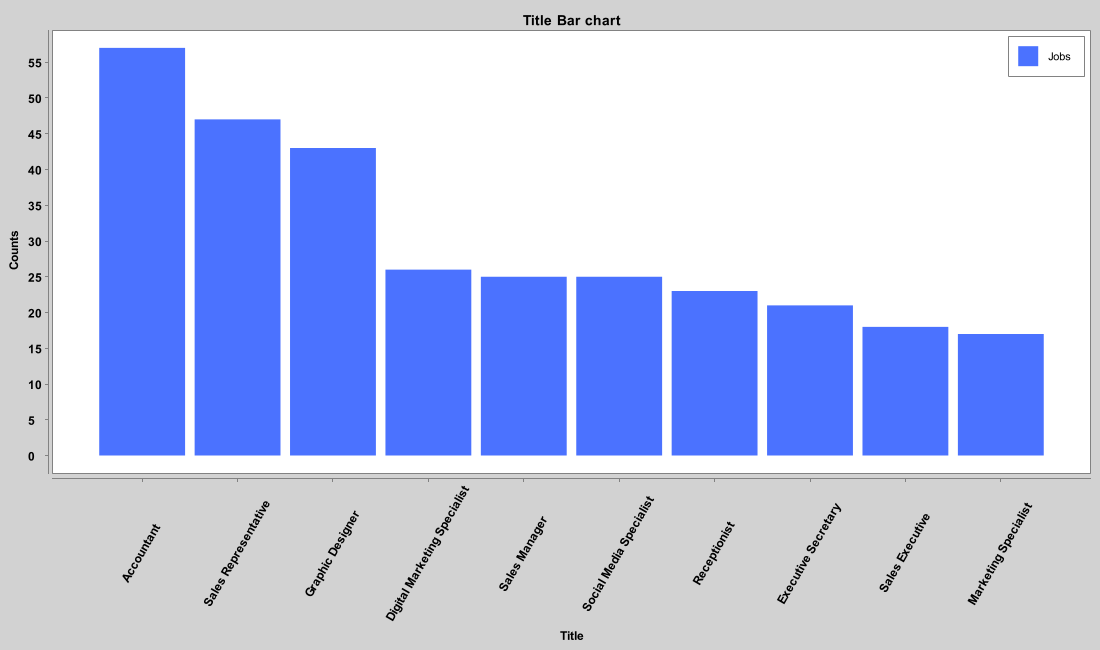 Title Bar chart
Jobs
Counts
55
50
45
40
35
30
25
20
15
10
5
0
Accountant
Sales Representative
Graphic Designer
Digital Marketing Specialist
Sales Manager
Social Media Specialist
Receptionist
Executive Secretary
Sales Executive
Marketing Specialist
Title